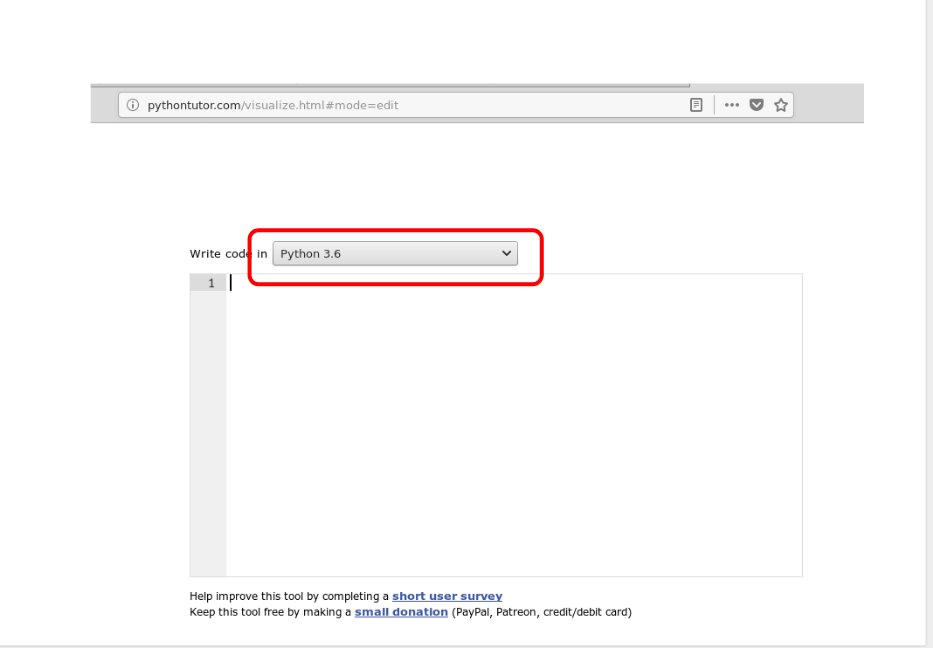 pythontutor.com/visualize.html#mode=edit
Write code in Python 3.6
1
Help improve this tool by completing a short user survey
Keep this tool free by making a small donation (PayPal, Patreon, credit/debit card)